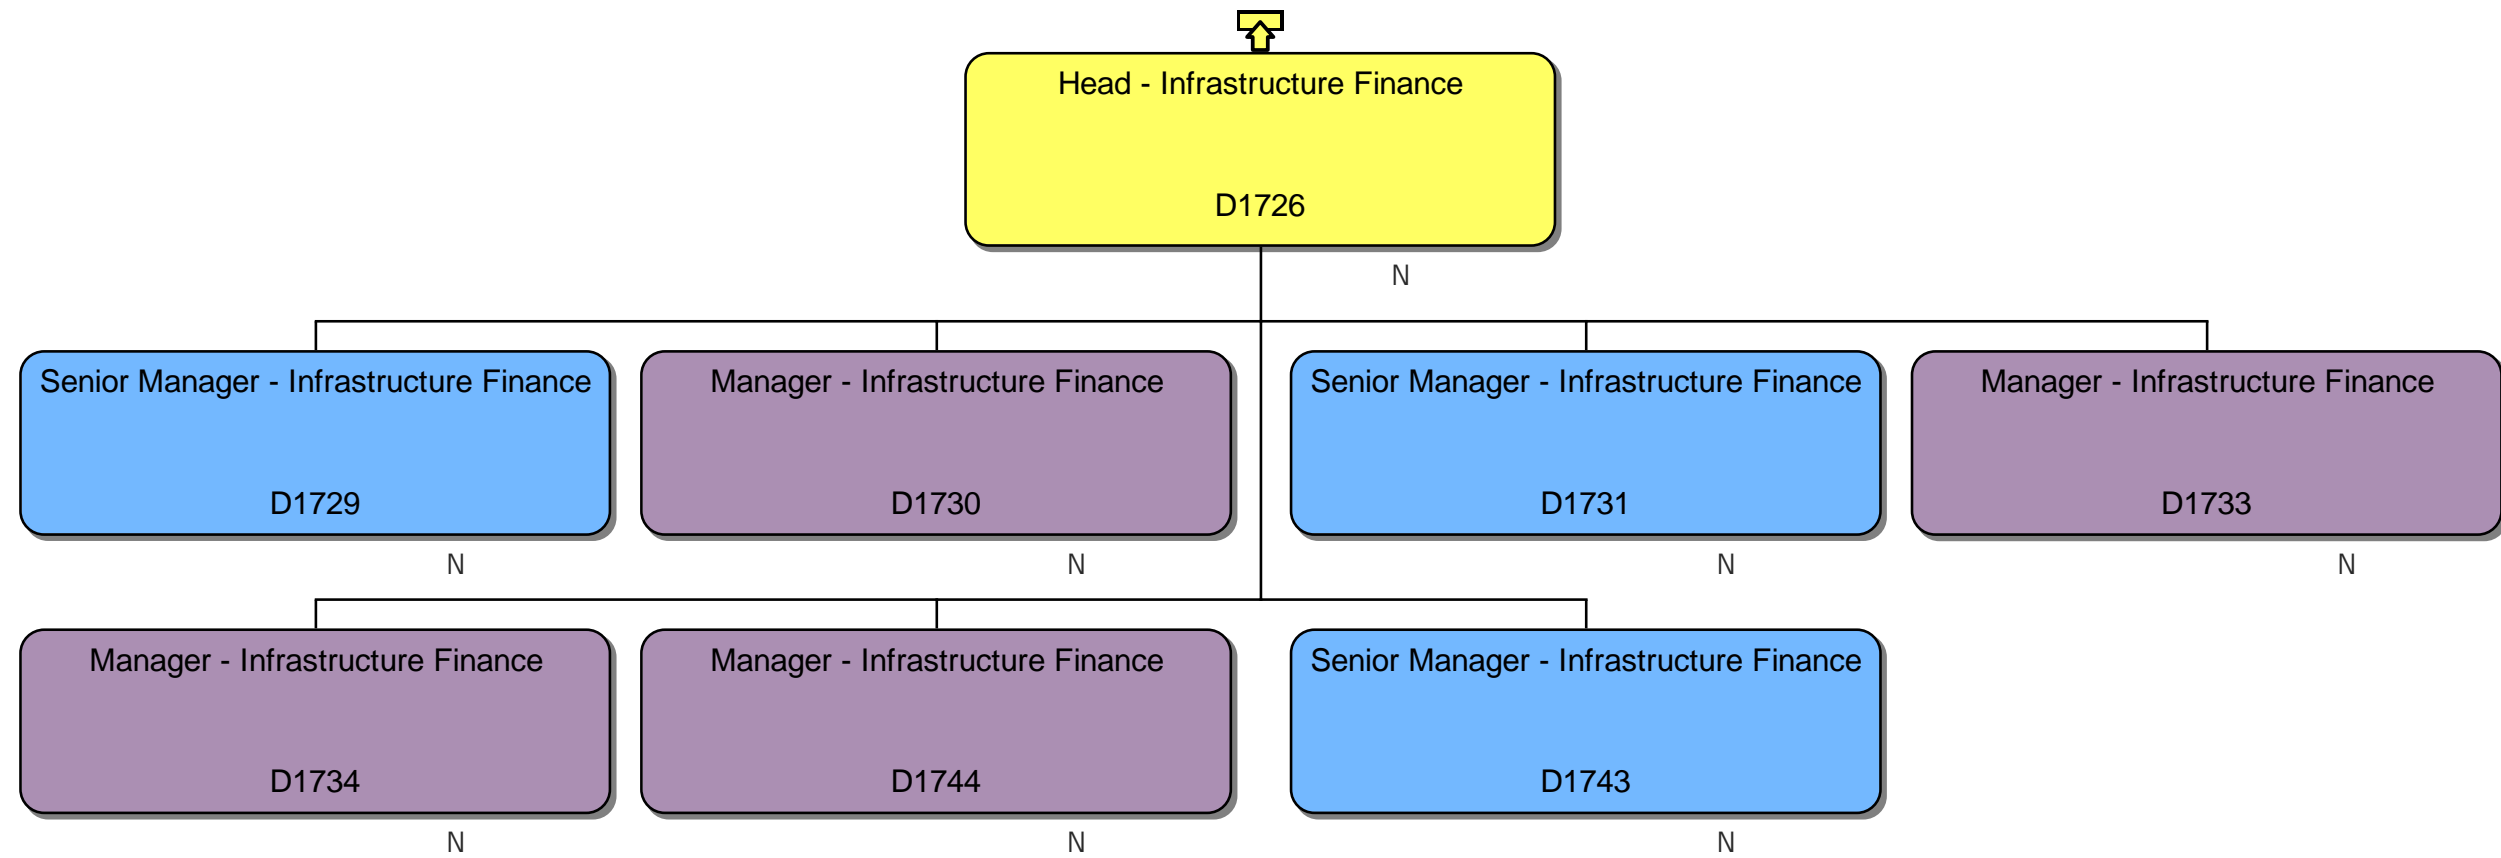 Head - Infrastructure Finance
D1726
N
Senior Manager - Infrastructure Finance
D1729
N
Manager - Infrastructure Finance
D1730
N
Senior Manager - Infrastructure Finance
D1731
N
Manager - Infrastructure Finance
D1733
N
Manager - Infrastructure Finance
D1734
N
Manager - Infrastructure Finance
D1744
N
Senior Manager - Infrastructure Finance
D1743
N